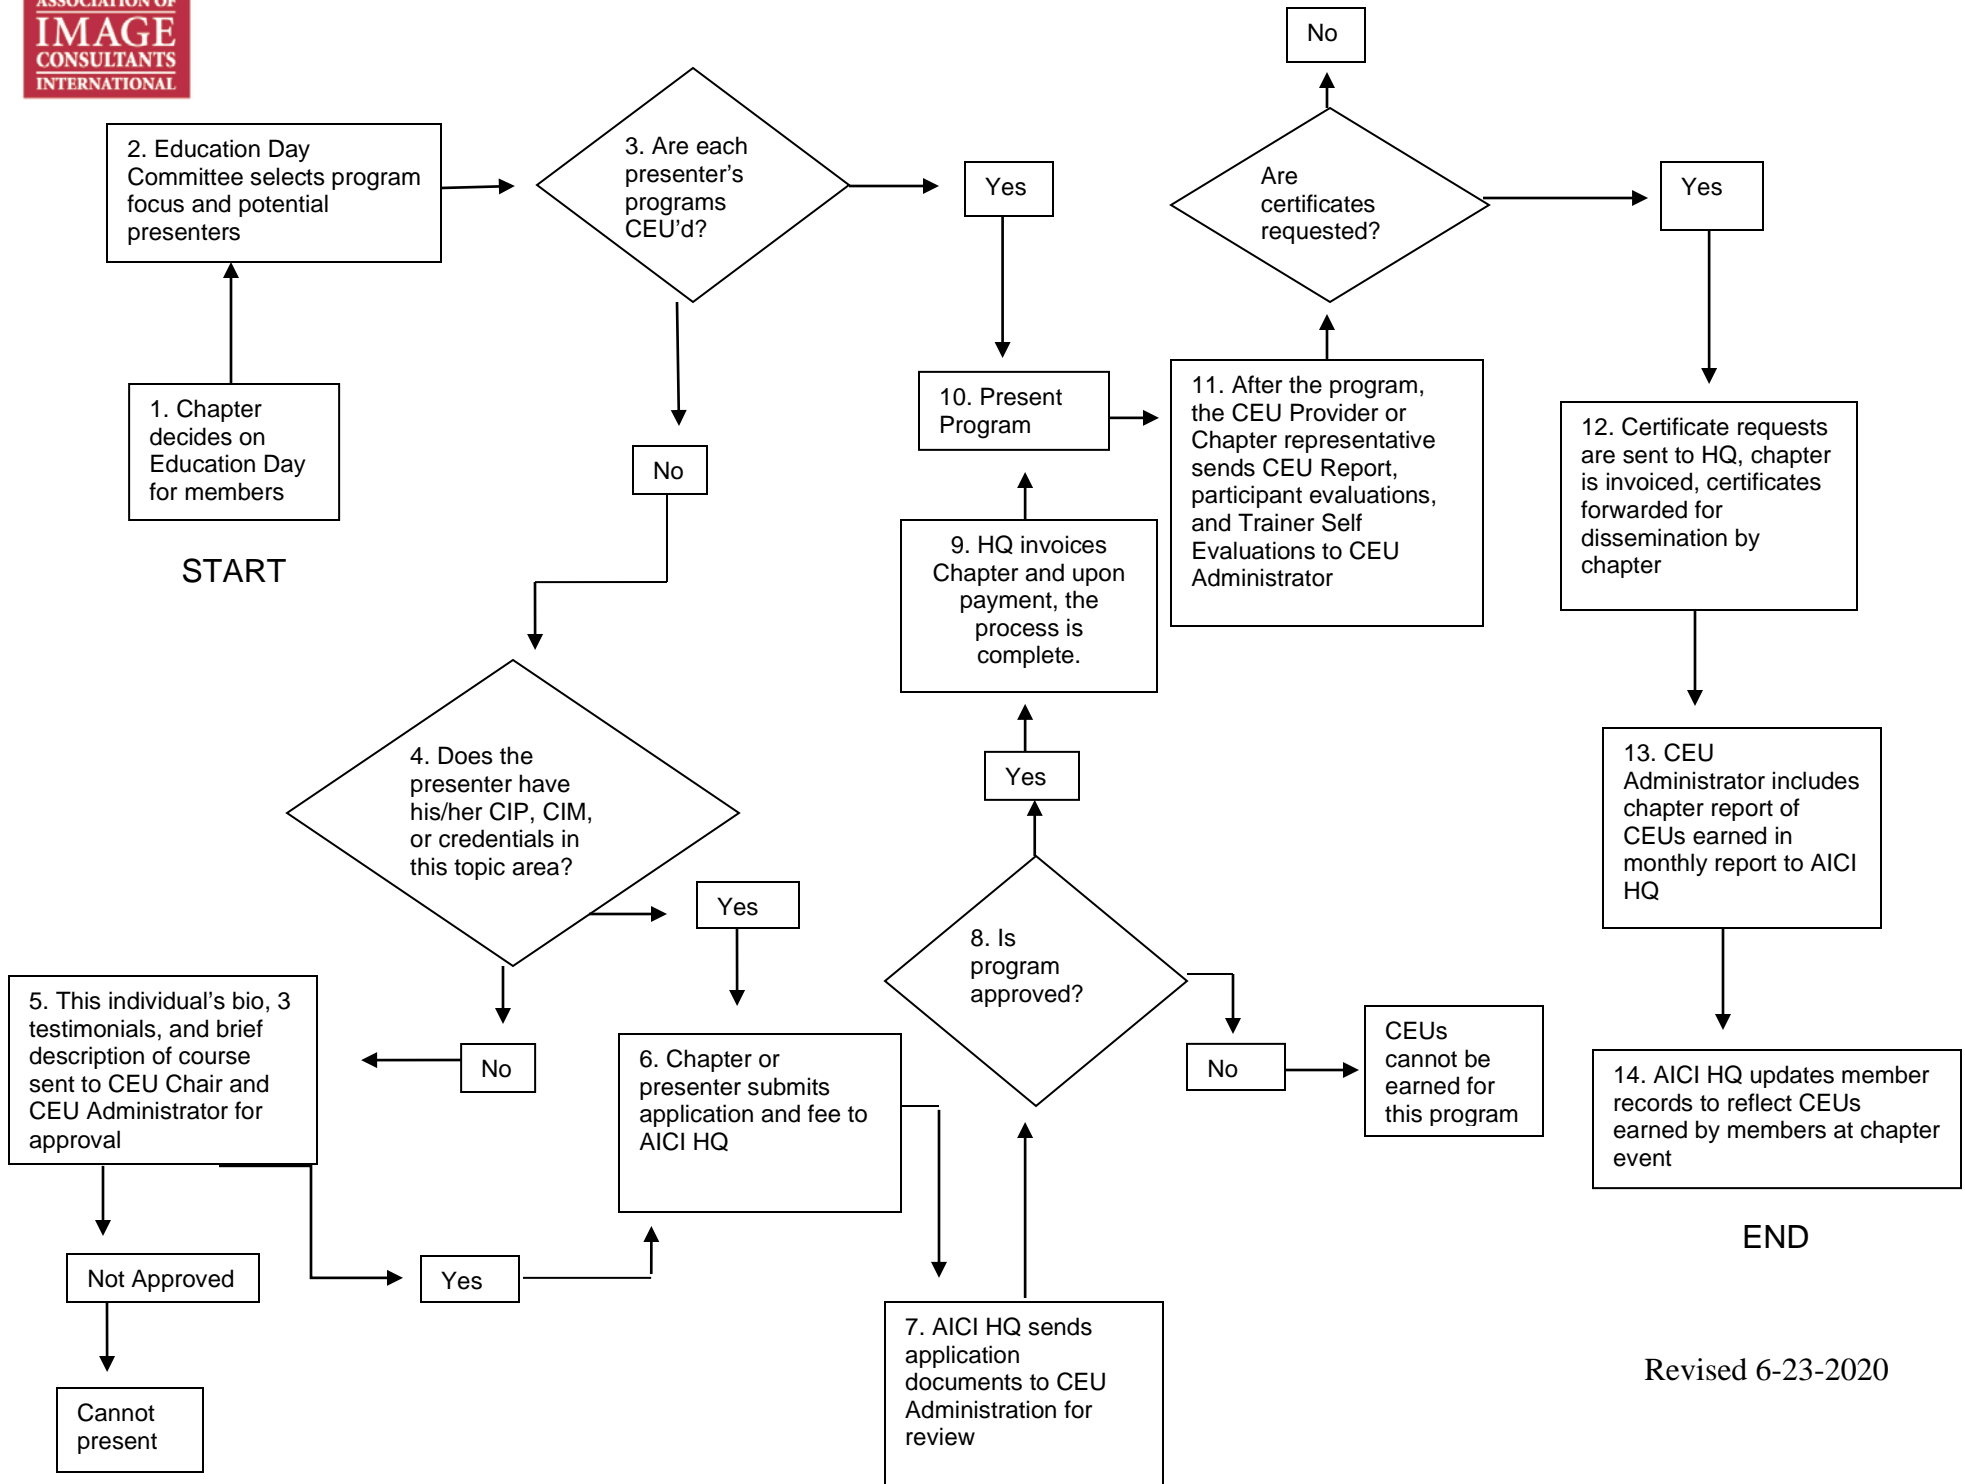 ASSOCIATION OF
IMAGE
CONSULTANTS
INTERNATIONAL
1. Chapter
decides on
Education Day
for members
START
2. Education Day
Committee selects program
focus and potential
presenters
3. Are each
presenter’s
programs
CEU’d?
Yes
No
4. Does the
presenter have
his/her CIP, CIM,
or credentials in
this topic area?
Yes
No
5. This individual’s bio, 3
testimonials, and brief
description of course
sent to CEU Chair and
CEU Administrator for
approval
Not Approved
Cannot
present
Yes
6. Chapter or
presenter submits
application and fee to
AICI HQ
7. AICI HQ sends
application
documents to CEU
Administration for
review
8. Is
program
approved?
No
CEUs
cannot be
earned for
this program
Yes
9. HQ invoices
Chapter and upon
payment, the
process is
complete.
10. Present
Program
11. After the program,
the CEU Provider or
Chapter representative
sends CEU Report,
participant evaluations,
and Trainer Self
Evaluations to CEU
Administrator
Are
certificates
requested?
No
Yes
12. Certificate requests
are sent to HQ, chapter
is invoiced, certificates
forwarded for
dissemination by
chapter
13. CEU
Administrator includes
chapter report of
CEUs earned in
monthly report to AICI
HQ
14. AICI HQ updates member
records to reflect CEUs
earned by members at chapter
event
END
Revised 6-23-2020